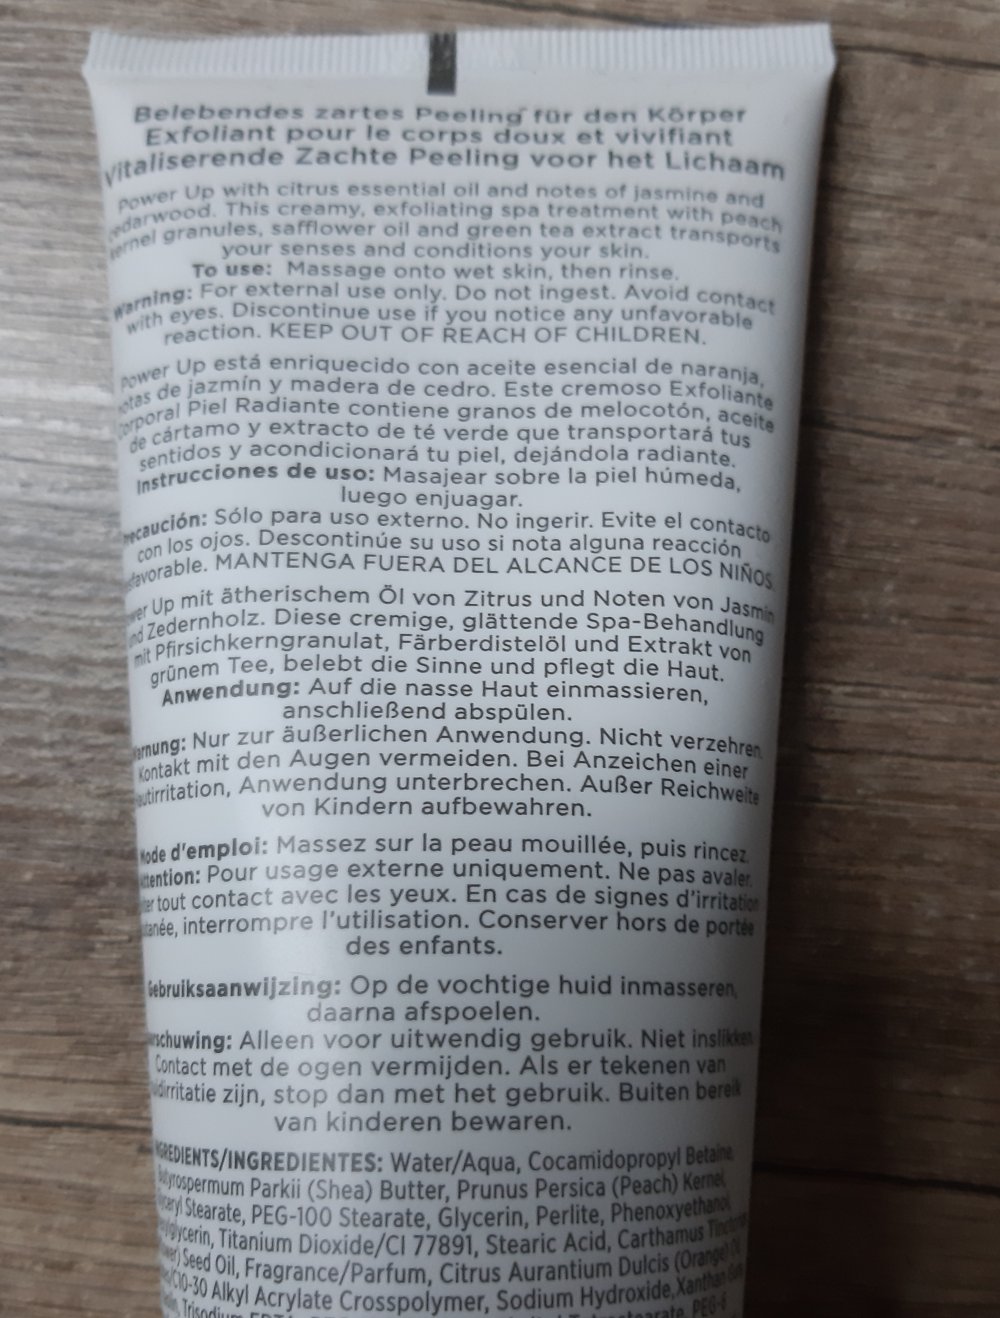 Belebendes zartes Peeling für den Körper
Exfoliant pour le corps doux et vivifiant
Vitaliserende Zachte Peeling voor het Lichaam
Power Up with citrus essential oil and notes of jasmine and
cedarwood. This creamy, exfoliating spa treatment with peach
kernel granules, safflower oil and green tea extract transports
your senses and conditions your skin.
To use: Massage onto wet skin, then rinse.
Warning: For external use only. Do not ingest. Avoid contact
with eyes. Discontinue use if you notice any unfavorable
reaction. KEEP OUT OF REACH OF CHILDREN.
Power Up está enriquecido con aceite esencial de naranja,
notas de jazmín y madera de cedro. Este cremoso Exfoliante
Corporal Piel Radiante contiene granos de melocotón, aceite
de cártamo y extracto de té verde que transportará tus
sentidos y acondicionará tu piel, dejándola radiante.
Instrucciones de uso: Masajear sobre la piel húmeda,
luego enjuagar.
Precaución: Sólo para uso externo. No ingerir. Evite el contacto
con los ojos. Descontinúe su uso si nota alguna reacción
desfavorable. MANTENGA FUERA DEL ALCANCE DE LOS NIÑOS.
Power Up mit ätherischem Öl von Zitrus und Noten von Jasmin
und Zedernholz. Diese cremige, glättende Spa-Behandlung
mit Pfirsichkerngranulat, Färberdistelöl und Extrakt von
grünem Tee, belebt die Sinne und pflegt die Haut.
Anwendung: Auf die nasse Haut einmassieren,
anschließend abspülen.
Warnung: Nur zur äußerlichen Anwendung. Nicht verzehren.
Kontakt mit den Augen vermeiden. Bei Anzeichen einer
Hautirritation, Anwendung unterbrechen. Außer Reichweite
von Kindern aufbewahren.
Mode d'emploi: Massez sur la peau mouillée, puis rincez.
Attention: Pour usage externe uniquement. Ne pas avaler.
tout contact avec les yeux. En cas de signes d'irritation
cutanée, interrompre l'utilisation. Conserver hors de portée
des enfants.
Gebruiksaanwijzing: Op de vochtige huid inmasseren,
daarna afspoelen.
Waarschuwing: Alleen voor uitwendig gebruik. Niet inslikken.
Contact met de ogen vermijden. Als er tekenen van
huidirritatie zijn, stop dan met het gebruik. Buiten bereik
van kinderen bewaren.
INGREDIENTS/INGREDIENTES: Water/Aqua, Cocamidopropyl Betaine,
Butyrospermum Parkii (Shea) Butter, Prunus Persica (Peach) Kernel,
Glyceryl Stearate, PEG-100 Stearate, Glycerin, Perlite, Phenoxyethanol,
Titanium Dioxide/CI 77891, Stearic Acid, Carthamus
Seed Oil, Fragrance/Parfum, Citrus Aurantium Dulcis (Orange) Oil,
Alkyl Acrylate Crosspolymer, Sodium Hydroxide, Xanthan Gum,
Trisodium PEG-6